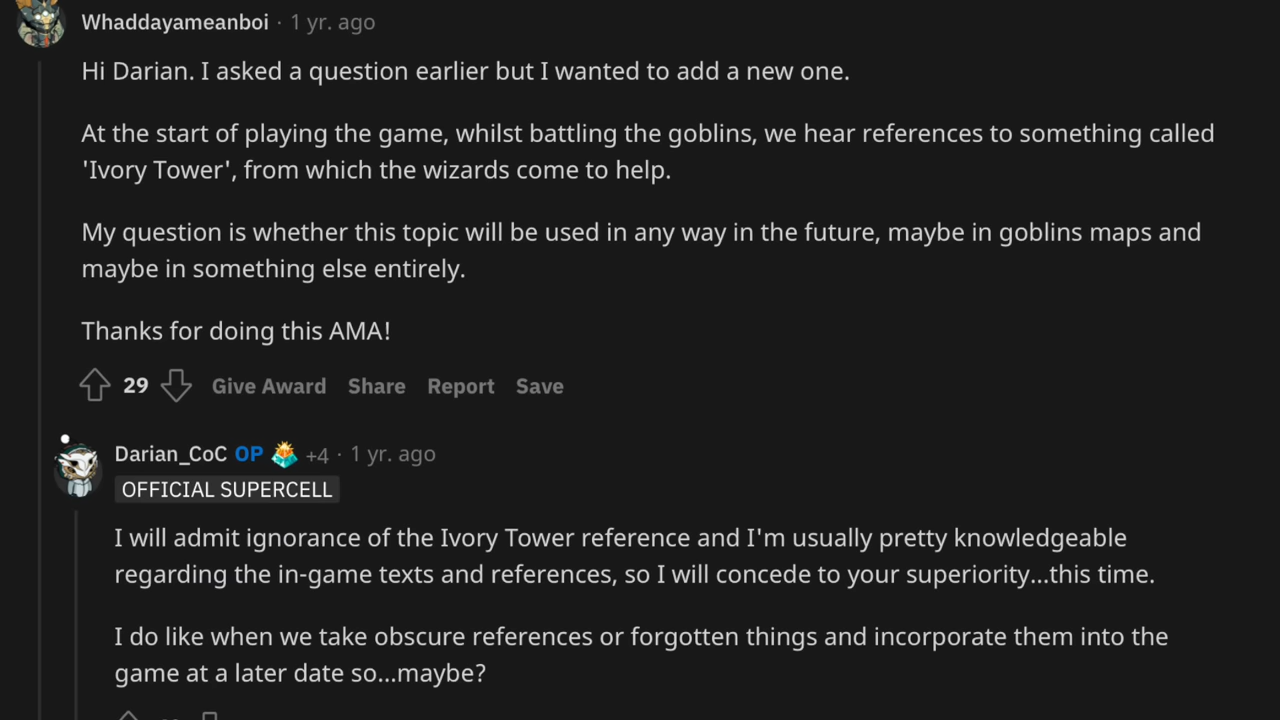 Whaddayameanboi · 1 yr. ago
Hi Darian. I asked a question earlier but I wanted to add a new one.
At the start of playing the game, whilst battling the goblins, we hear references to something called
'Ivory Tower', from which the wizards come to help.
My question is whether this topic will be used in any way in the future, maybe in goblins maps and
maybe in something else entirely.
Thanks for doing this AMA!
29 Give Award Share Report Save
Darian_CoC OP +4 · 1 yr. ago
OFFICIAL SUPERCELL
I will admit ignorance of the Ivory Tower reference and I'm usually pretty knowledgeable
regarding the in-game texts and references, so I will concede to your superiority...this time.
I do like when we take obscure references or forgotten things and incorporate them into the
game at a later date so...maybe?